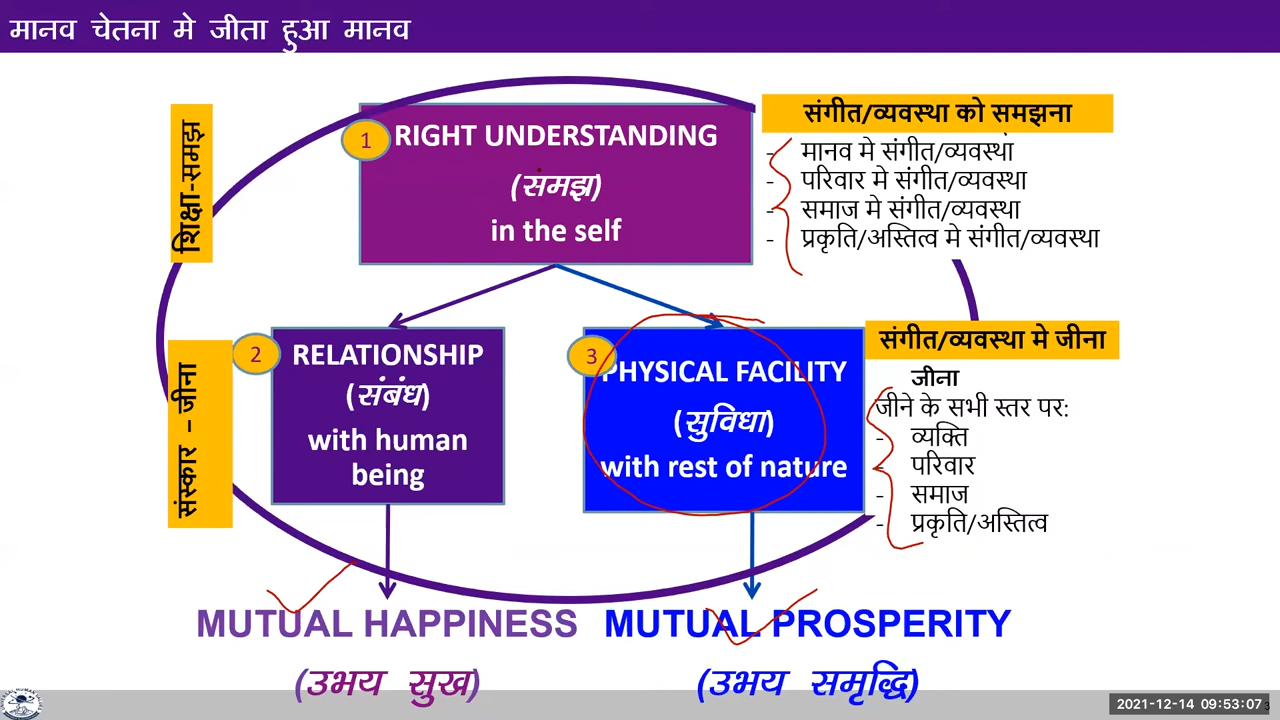 मानव चेतना मे जीता हुआ मानव
शिक्षा-समझ
1
RIGHT UNDERSTANDING
(समझ)
in the self
संगीत/व्यवस्था को समझना
- मानव मे संगीत/व्यवस्था
- परिवार मे संगीत/व्यवस्था
- समाज मे संगीत/व्यवस्था
- प्रकृति/अस्तित्व मे संगीत/व्यवस्था
संस्कार – जीना
2
RELATIONSHIP
(संबंध)
with human
being
3
PHYSICAL FACILITY
(सुविधा)
with rest of nature
संगीत/व्यवस्था मे जीना
जीना
जीने के सभी स्तर पर:
- व्यक्ति
- परिवार
- समाज
- प्रकृति/अस्तित्व
MUTUAL HAPPINESS
(उभय सुख)
MUTUAL PROSPERITY
(उभय समृद्धि)
2021-12-14 09:53:07
3